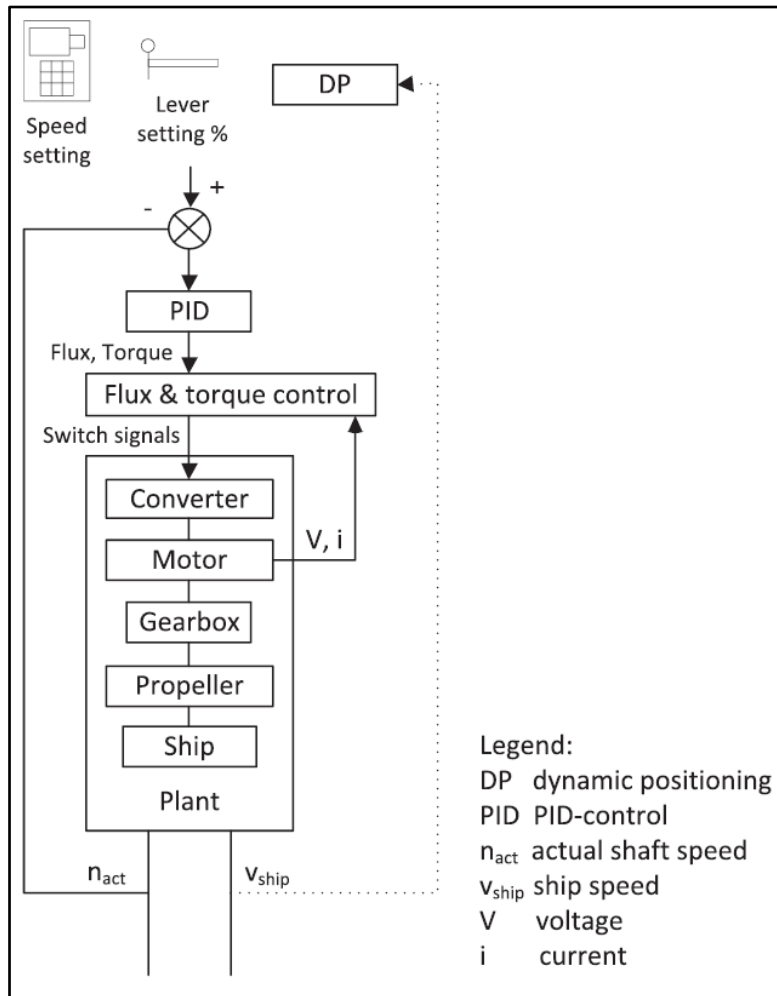 DP
Speed
setting
Lever
setting %
+
-
PID
Flux, Torque
Flux & torque control
Switch signals
Converter
V, i
Motor
Gearbox
Propeller
Ship
Plant
n_act
v_ship
Legend:
DP dynamic positioning
PID PID-control
n_act actual shaft speed
v_ship ship speed
V voltage
i current